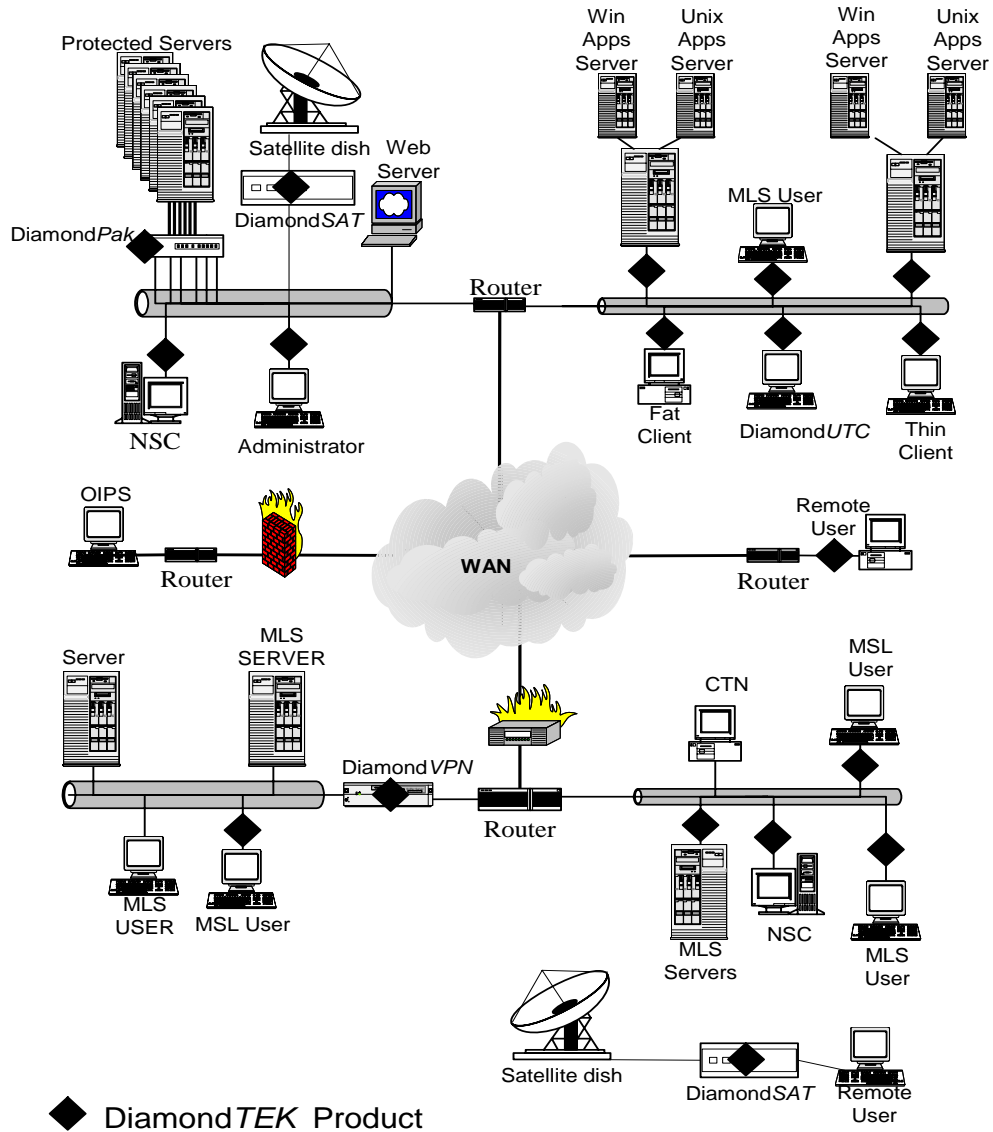 Protected Servers
Satellite dish
Web
Server
DiamondSAT
DiamondPak
NSC
Administrator
Router
Win
Apps
Server
Unix
Apps
Server
Win
Apps
Server
Unix
Apps
Server
MLS User
Fat
Client
DiamondUTC
Thin
Client
OIPS
Router
WAN
Remote
User
Router
Server
MLS
SERVER
DiamondVPN
MLS
USER
MSL User
Router
CTN
MSL
User
MLS
Servers
NSC
MLS
User
Satellite dish
DiamondSAT
Remote
User
DiamondTEK Product